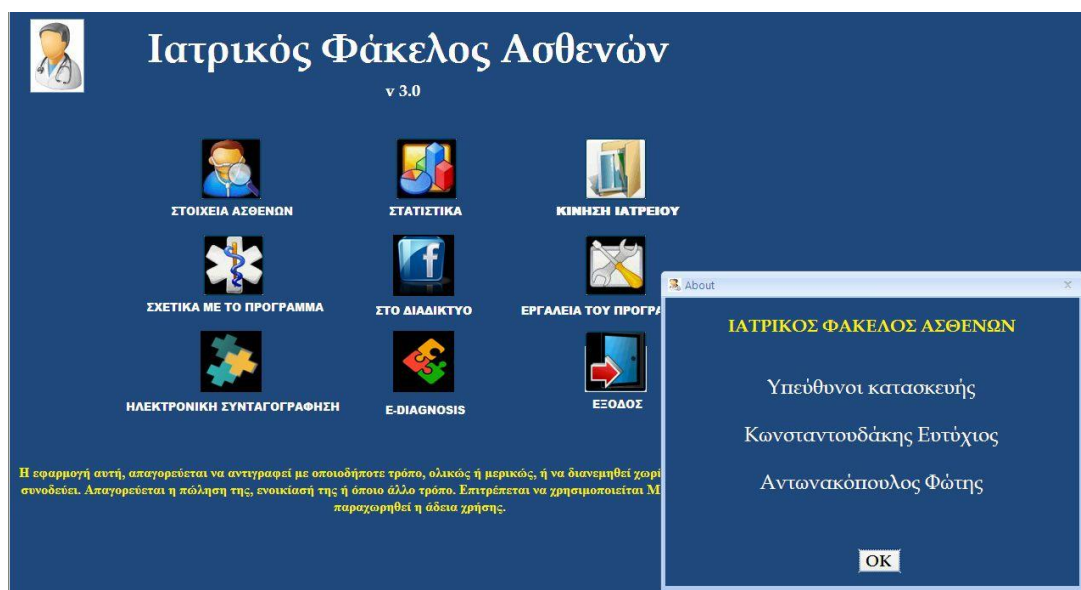 Ιατρικός Φάκελος Ασθενών
v 3.0
ΣΤΟΙΧΕΙΑ ΑΣΘΕΝΩΝ
ΣΤΑΤΙΣΤΙΚΑ
ΚΙΝΗΣΗ ΙΑΤΡΕΙΟΥ
ΣΧΕΤΙΚΑ ΜΕ ΤΟ ΠΡΟΓΡΑΜΜΑ
ΣΤΟ ΔΙΑΔΙΚΤΥΟ
ΕΡΓΑΛΕΙΑ ΤΟΥ ΠΡΟΓΡΑ
ΗΛΕΚΤΡΟΝΙΚΗ ΣΥΝΤΑΓΟΓΡΑΦΗΣΗ
E-DIAGNOSIS
ΕΞΟΔΟΣ
Η εφαρμογή αυτή, απαγορεύεται να αντιγραφεί με οποιοδήποτε τρόπο, ολικώς ή μερικώς, ή να διανεμηθεί χωρί
συνοδεύει. Απαγορεύεται η πώληση της, ενοικίασή της ή όποιο άλλο τρόπο. Επιτρέπεται να χρησιμοποιείται Μ
παραχωρηθεί η άδεια χρήσης.
About
ΙΑΤΡΙΚΟΣ ΦΑΚΕΛΟΣ ΑΣΘΕΝΩΝ
Υπεύθυνοι κατασκευής
Κωνσταντουδάκης Ευτύχιος
Αντωνακόπουλος Φώτης
OK